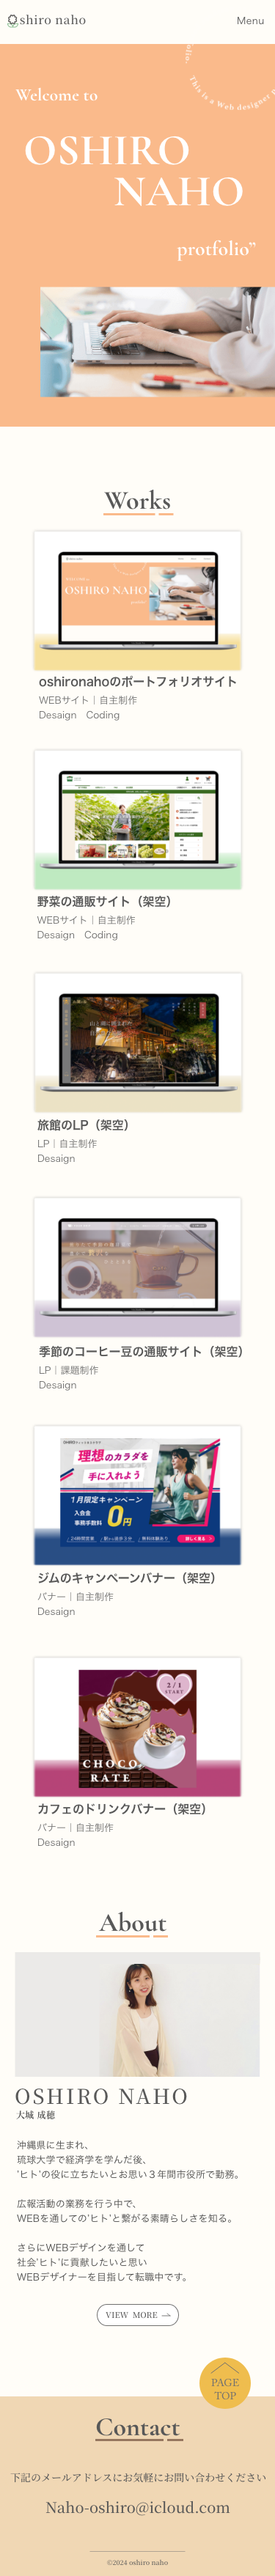 Oshiro naho
Menu
Welcome to
This is a Web designer
OSHIRO
NAHO
protfolio”
Works
OSHIRO NAHO
oshironahoのポートフォリオサイト
WEBサイト｜自主制作
Desaign Coding
野菜の通販サイト（架空）
WEBサイト｜自主制作
Desaign Coding
旅館のLP（架空）
LP｜自主制作
Desaign
季節のコーヒー豆の通販サイト（架空）
LP｜課題制作
Desaign
理想のカラダを
手に入れよう
1月限定キャンペーン
入会金
事務手数料
0円
ジムのキャンペーンバナー（架空）
バナー｜自主制作
Desaign
2/1
START
CHOCO
RATE
カフェのドリンクバナー（架空）
バナー｜自主制作
Desaign
About
OSHIRO NAHO
大城 成穂
沖縄県に生まれ、
琉球大学で経済学を学んだ後、
'ヒト'の役に立ちたいとお思い３年間市役所で勤務。
広報活動の業務を行う中で、
WEBを通しての'ヒト'と繋がる素晴らしさを知る。
さらにWEBデザインを通して
社会'ヒト'に貢献したいと思い
WEBデザイナーを目指して転職中です。
VIEW MORE
PAGE
TOP
Contact
下記のメールアドレスにお気軽にお問い合わせください
Naho-oshiro@icloud.com
©2024 oshiro naho